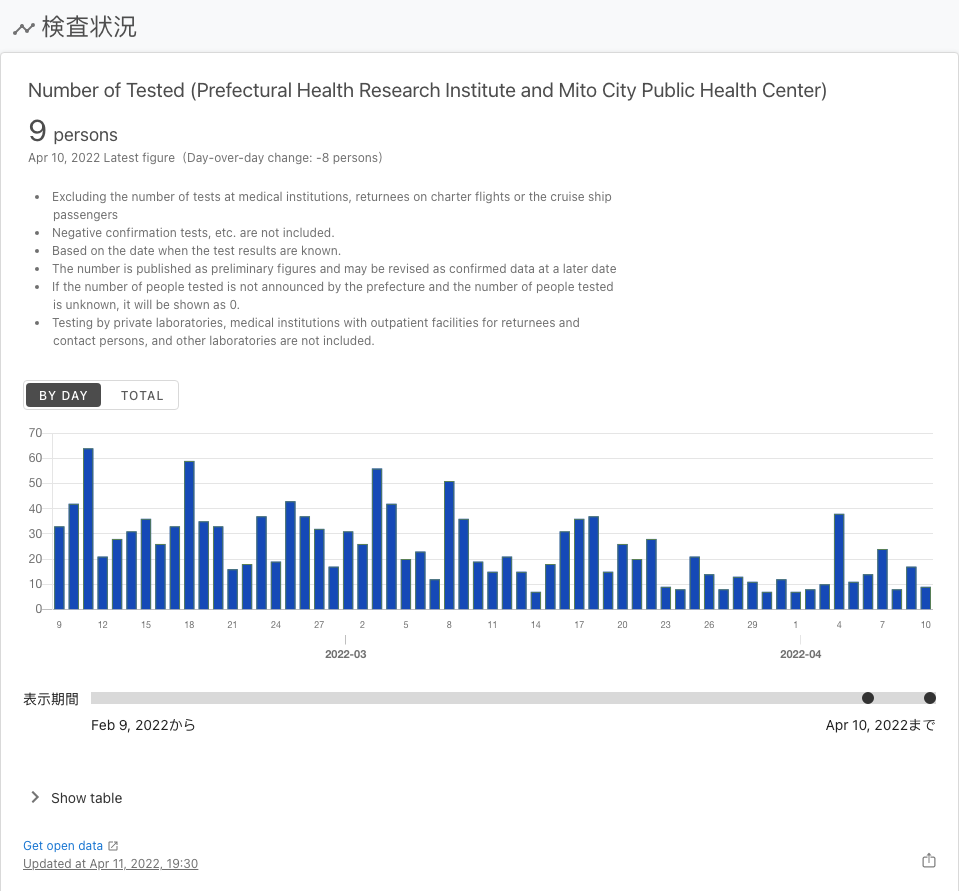 検査状況
Number of Tested (Prefectural Health Research Institute and Mito City Public Health Center)
9 persons
Apr 10, 2022 Latest figure (Day-over-day change: -8 persons)
• Excluding the number of tests at medical institutions, returnees on charter flights or the cruise ship
passengers
• Negative confirmation tests, etc. are not included.
• Based on the date when the test results are known.
• The number is published as preliminary figures and may be revised as confirmed data at a later date
• If the number of people tested is not announced by the prefecture and the number of people tested
is unknown, it will be shown as 0.
• Testing by private laboratories, medical institutions with outpatient facilities for returnees and
contact persons, and other laboratories are not included.
BY DAY TOTAL
70
60
50
40
30
20
10
0
9 12 15 18 21 24 27 2 5 8 11 14 17 20 23 26 29 1 4 7 10
2022-03 2022-04
表示期間
Feb 9, 2022から Apr 10, 2022まで
Show table
Get open data
Updated at Apr 11, 2022, 19:30